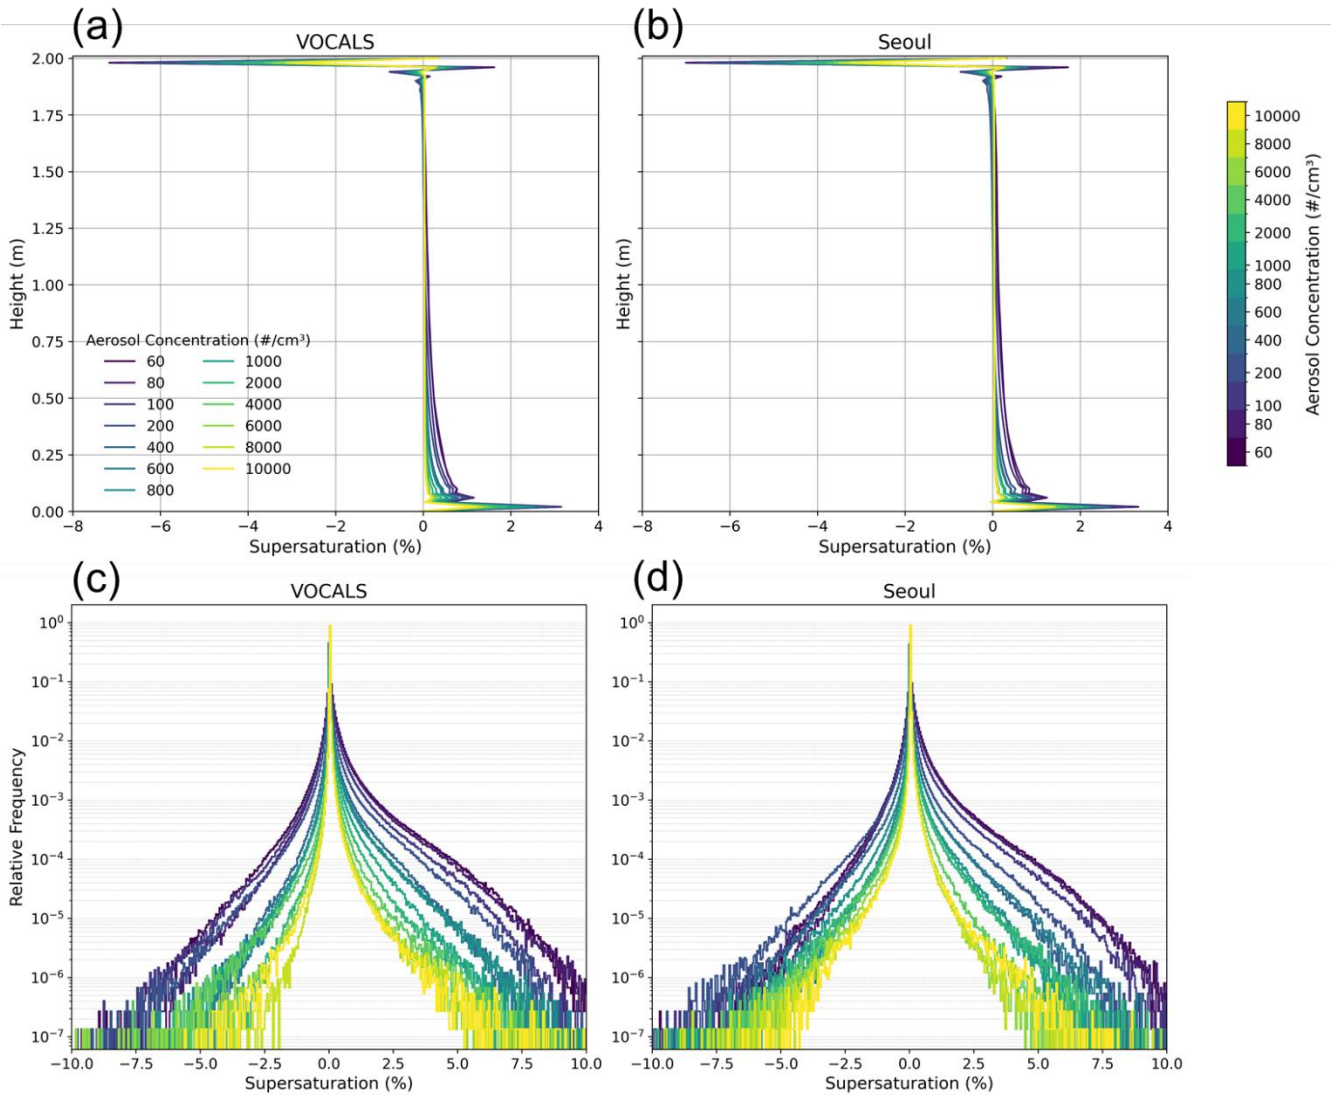 (a)
VOCALS
2.00
1.75
1.50
1.25
1.00
0.75
0.50
0.25
0.00
Height (m)
Aerosol Concentration (#/cm³)
60 1000
80 2000
100 4000
200 6000
400 8000
600 10000
800
−8 −6 −4 −2 0 2 4
Supersaturation (%)
(b)
Seoul
Height (m)
−8 −6 −4 −2 0 2 4
Supersaturation (%)
10000
8000
6000
4000
2000
1000
800
600
400
200
100
80
60
Aerosol Concentration (#/cm³)
(c)
VOCALS
10⁰
10⁻¹
10⁻²
10⁻³
10⁻⁴
10⁻⁵
10⁻⁶
10⁻⁷
Relative Frequency
−10.0 −7.5 −5.0 −2.5 0.0 2.5 5.0 7.5 10.0
Supersaturation (%)
(d)
Seoul
10⁰
10⁻¹
10⁻²
10⁻³
10⁻⁴
10⁻⁵
10⁻⁶
10⁻⁷
−10.0 −7.5 −5.0 −2.5 0.0 2.5 5.0 7.5 10.0
Supersaturation (%)